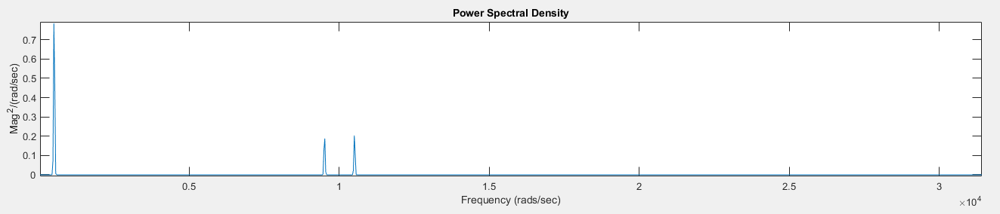 Power Spectral Density
Mag²/(rad/sec)
0.7
0.6
0.5
0.4
0.3
0.2
0.1
0
0.5 1 1.5 2 2.5 3
Frequency (rads/sec)
×10⁴